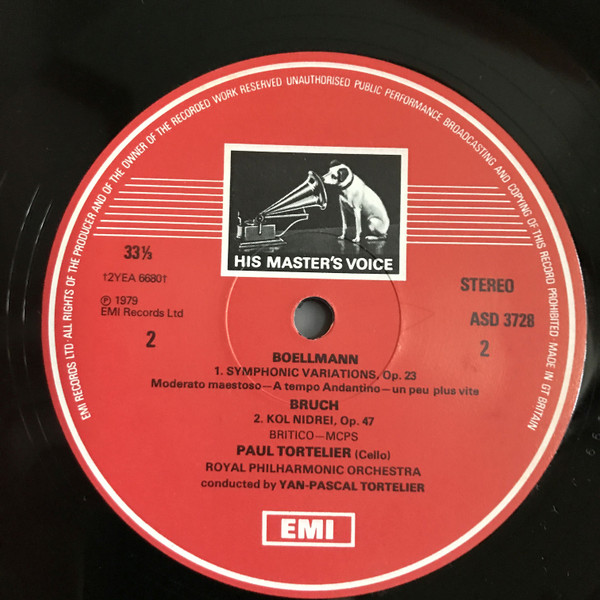 EMI RECORDS LTD · ALL RIGHTS OF THE PRODUCER AND OF THE OWNER OF THE RECORDED WORK RESERVED UNAUTHORISED PUBLIC PERFORMANCE BROADCASTING AND COPYING OF THIS RECORD PROHIBITED MADE IN GT BRITAIN
HIS MASTER'S VOICE
33⅓
†2YEA 6680†
℗ 1979
EMI Records Ltd
2
STEREO
ASD 3728
2
BOELLMANN
1. SYMPHONIC VARIATIONS, Op. 23
Moderato maestoso—A tempo Andantino—un peu plus vite
BRUCH
2. KOL NIDREI, Op. 47
BRITICO—MCPS
PAUL TORTELIER (Cello)
ROYAL PHILHARMONIC ORCHESTRA
conducted by YAN-PASCAL TORTELIER
EMI